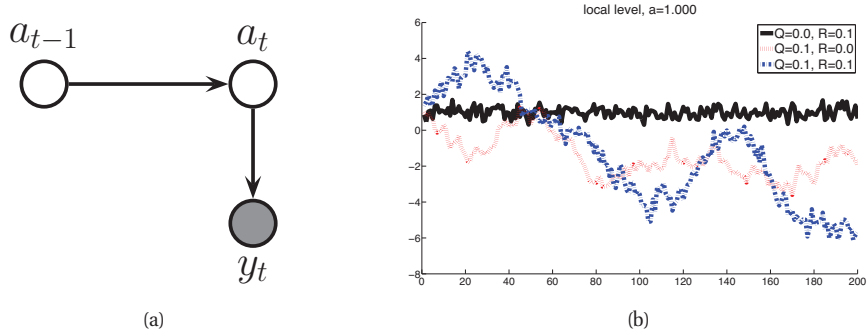 a_{t−1}
a_t
y_t
(a)
local level, a=1.000
Q=0.0, R=0.1
Q=0.1, R=0.0
Q=0.1, R=0.1
6
4
2
0
−2
−4
−6
−8
0 20 40 60 80 100 120 140 160 180 200
(b)